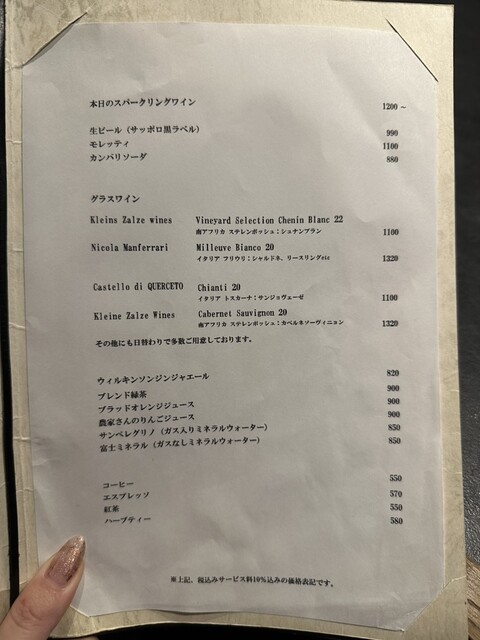 本日のスパークリングワイン 1200 ~
生ビール（サッポロ黒ラベル） 990
モレッティ 1100
カンパリソーダ 880
グラスワイン
Kleins Zalze wines Vineyard Selection Chenin Blanc 22
南アフリカ ステレンボッシュ：シュナンブラン 1100
Nicola Manferrari Milleuve Bianco 20
イタリア フリウリ：シャルドネ、リースリングetc 1320
Castello di QUERCETO Chianti 20
イタリア トスカーナ：サンジョヴェーゼ 1100
Kleine Zalze Wines Cabernet Sauvignon 20
南アフリカ ステレンボッシュ：カベルネソーヴィニョン 1320
その他にも日替わりで多数ご用意しております。
ウィルキンソンジンジャエール 820
ブレンド緑茶 900
ブラッドオレンジジュース 900
農家さんのりんごジュース 900
サンペレグリノ（ガス入りミネラルウォーター） 850
富士ミネラル（ガスなしミネラルウォーター） 850
コーヒー 550
エスプレッソ 570
紅茶 550
ハーブティー 580
※上記、税込みサービス料10%込みの価格表記です。